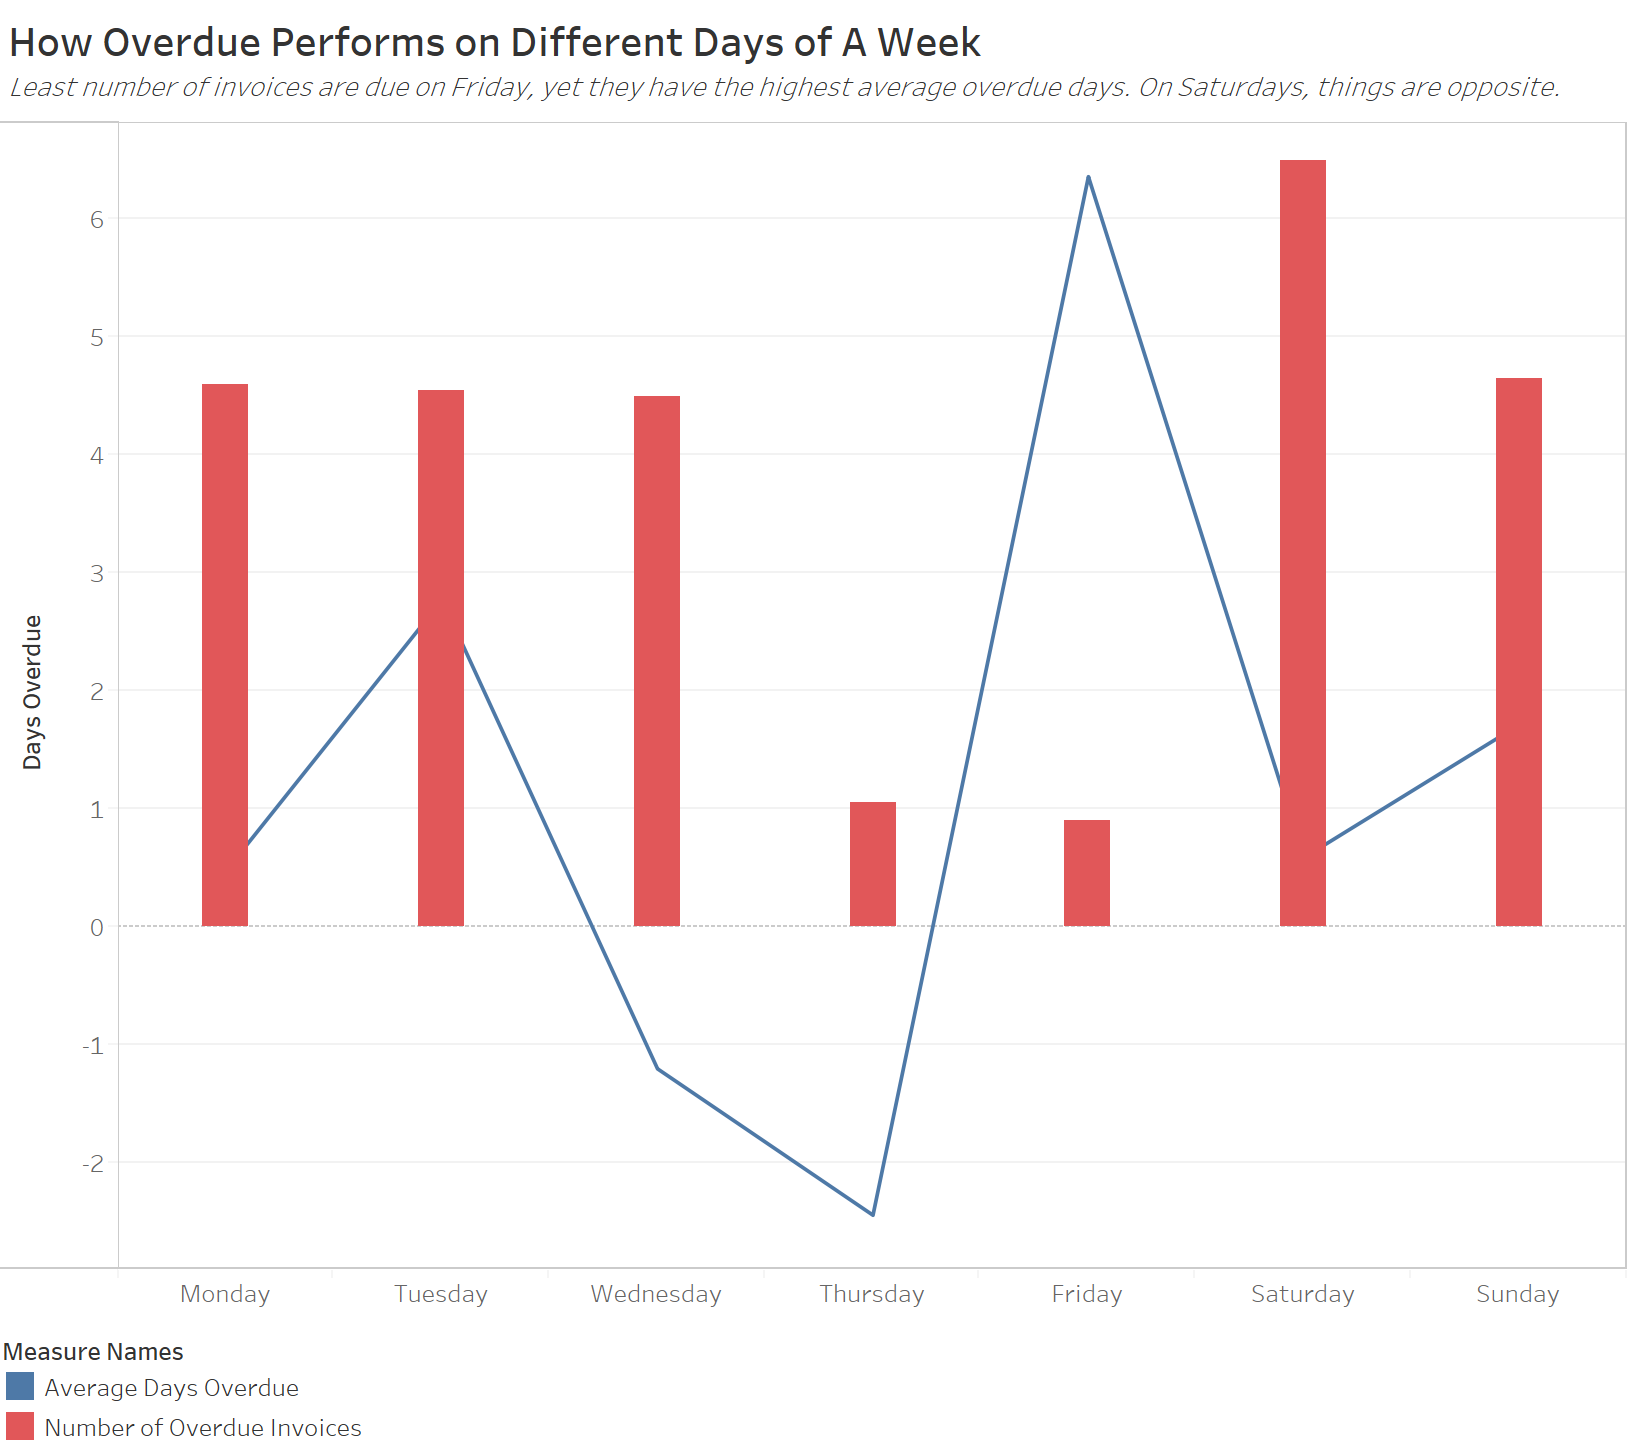 How Overdue Performs on Different Days of A Week
Least number of invoices are due on Friday, yet they have the highest average overdue days. On Saturdays, things are opposite.
6
5
4
3
2
1
0
-1
-2
Days Overdue
Monday Tuesday Wednesday Thursday Friday Saturday Sunday
Measure Names
Average Days Overdue
Number of Overdue Invoices